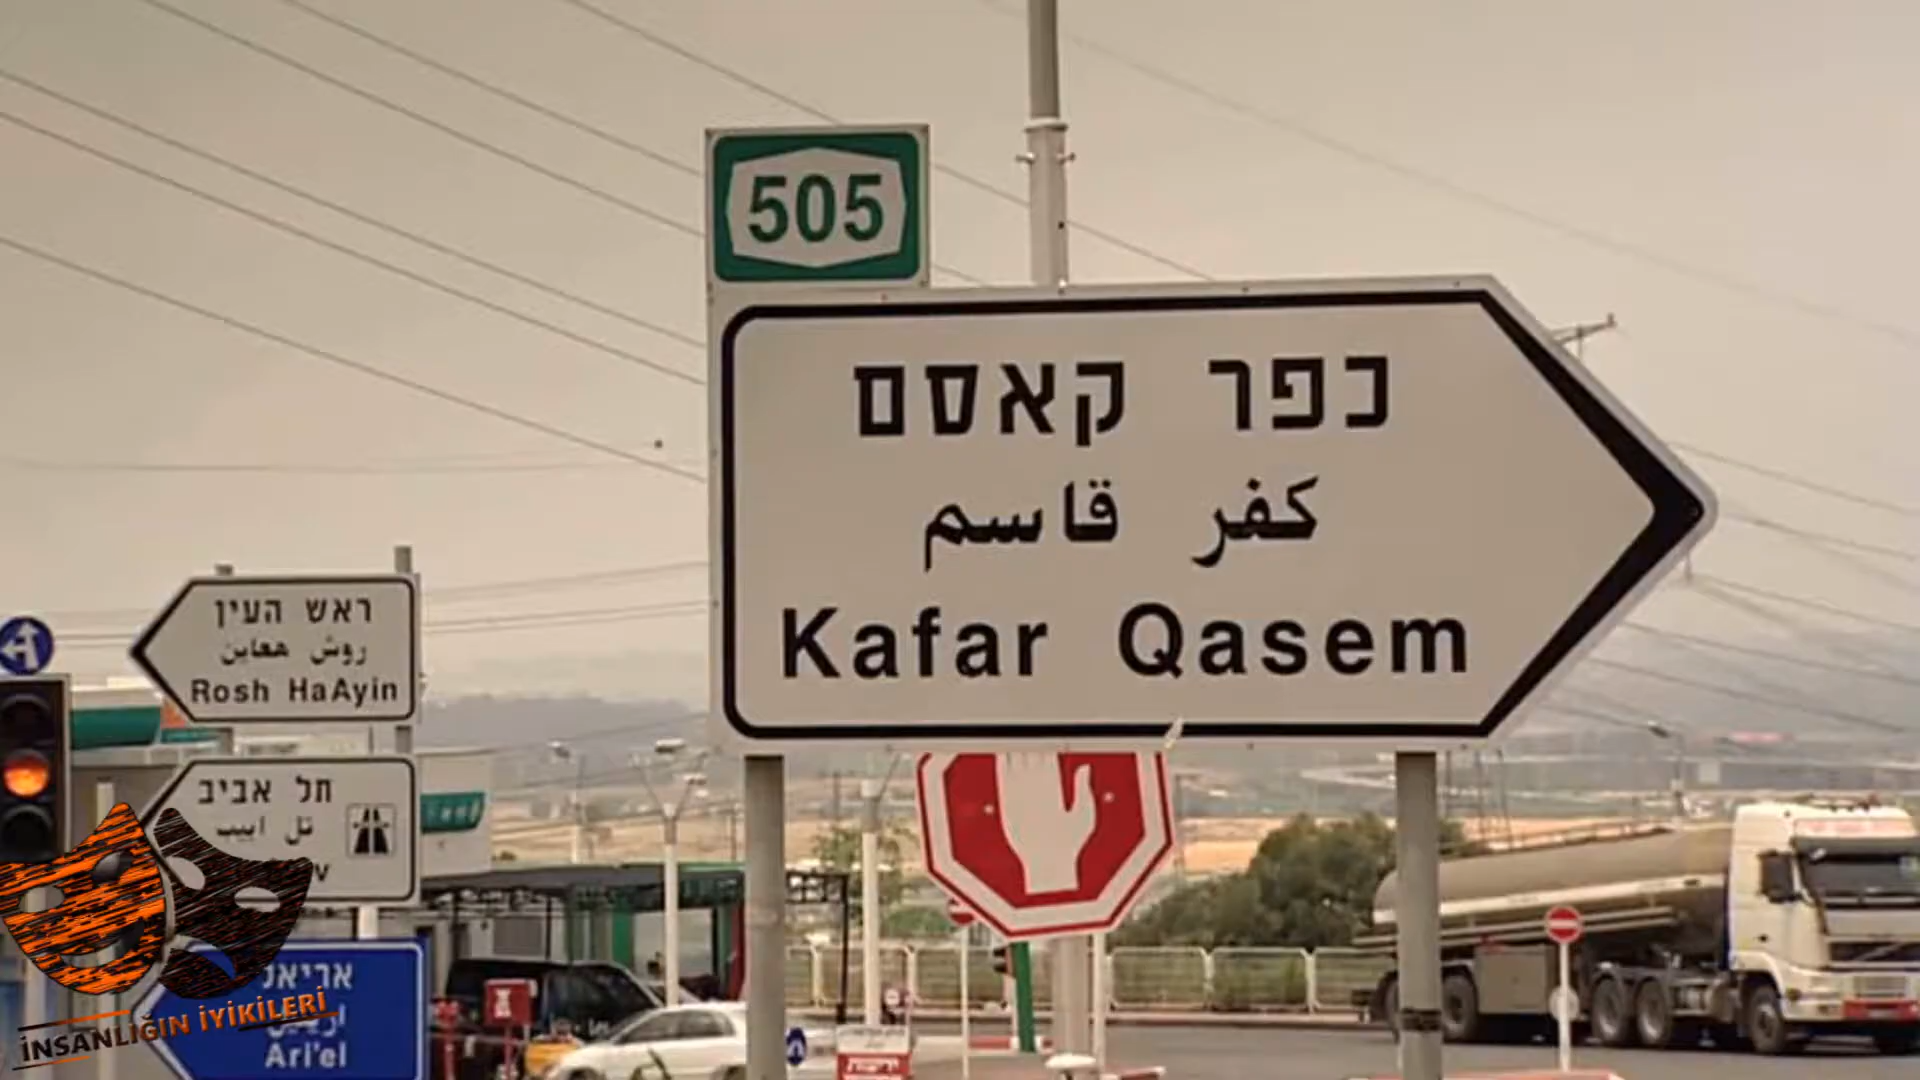 505
כפר קאסם
كفر قاسم
Kafar Qasem
ראש העין
روش هعاين
Rosh HaAyin
תל אביב
تل ابيب
Ari'el
İNSANLIĞIN İYİKİLERİ